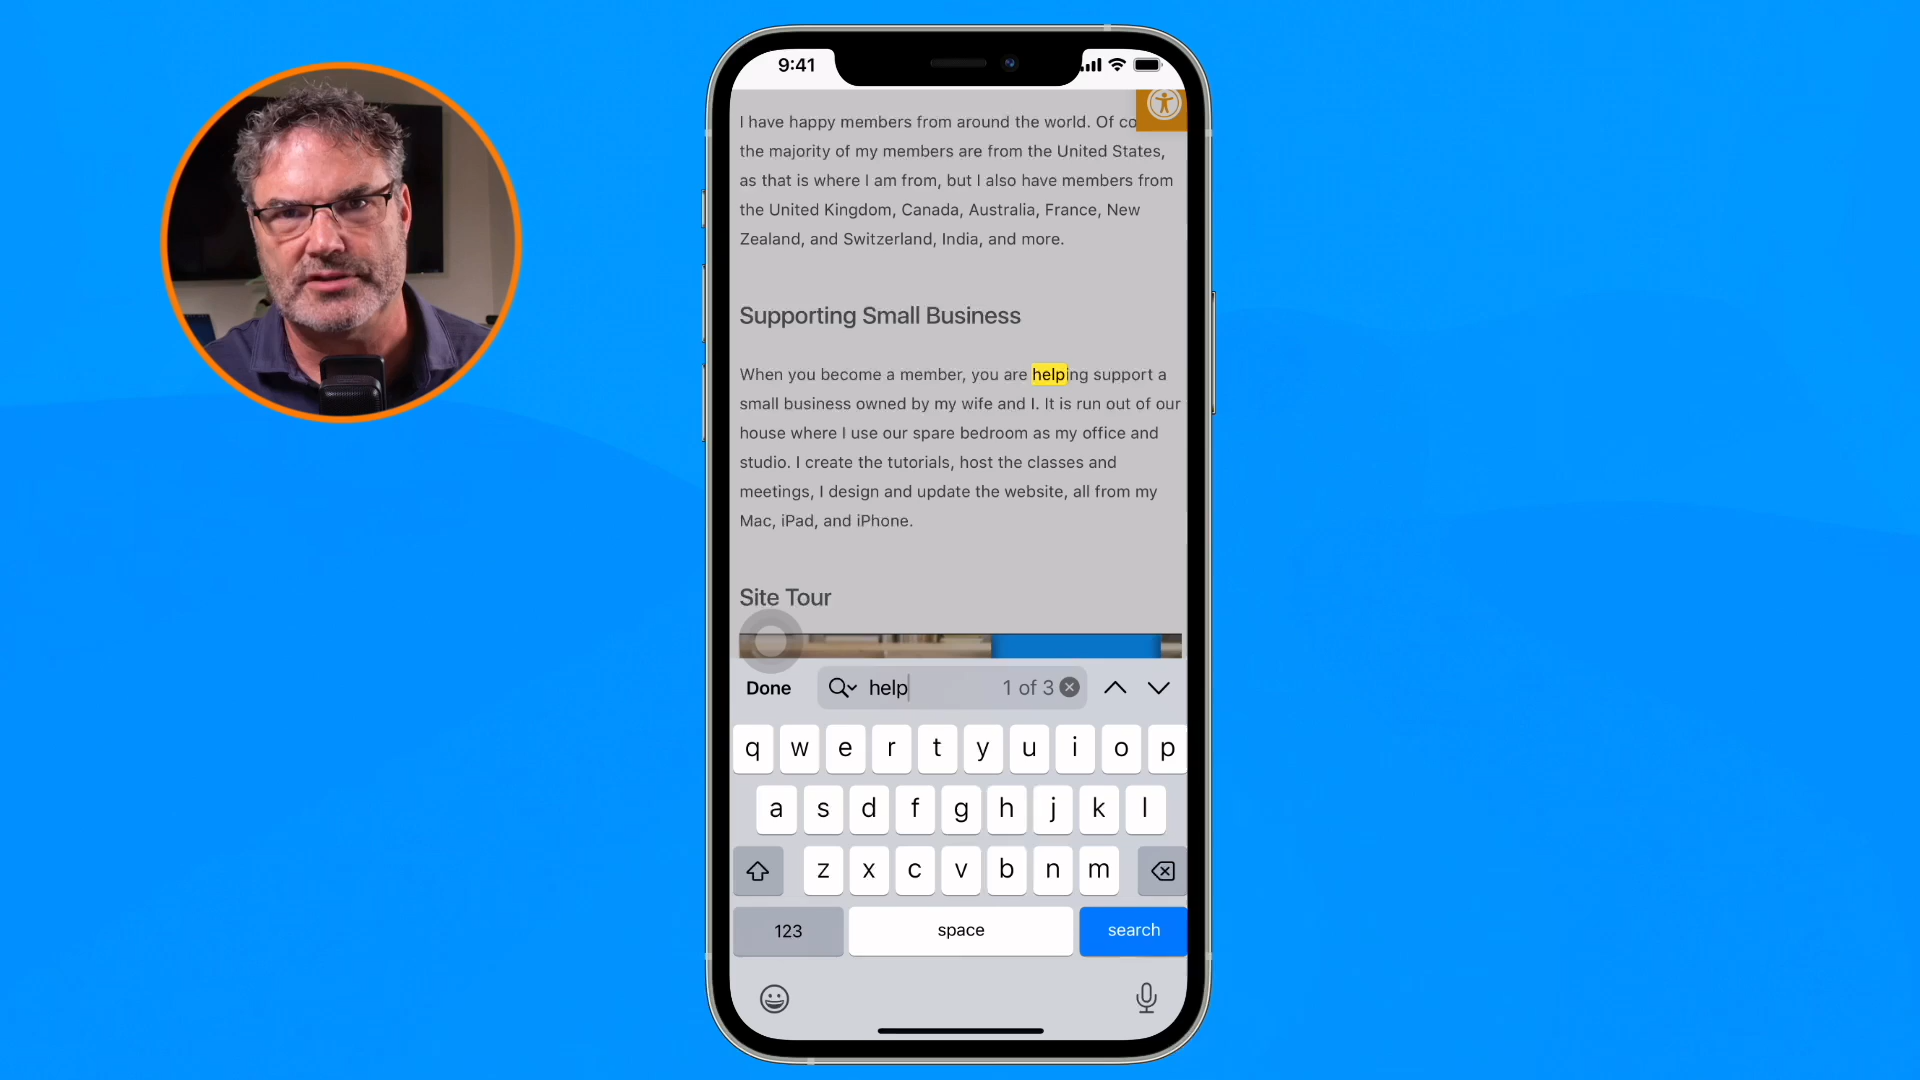 9:41
I have happy members from around the world. Of co
the majority of my members are from the United States,
as that is where I am from, but I also have members from
the United Kingdom, Canada, Australia, France, New
Zealand, and Switzerland, India, and more.
Supporting Small Business
When you become a member, you are helping support a
small business owned by my wife and I. It is run out of our
house where I use our spare bedroom as my office and
studio. I create the tutorials, host the classes and
meetings, I design and update the website, all from my
Mac, iPad, and iPhone.
Site Tour
Done help 1 of 3
q w e r t y u i o p
a s d f g h j k l
z x c v b n m
123 space search